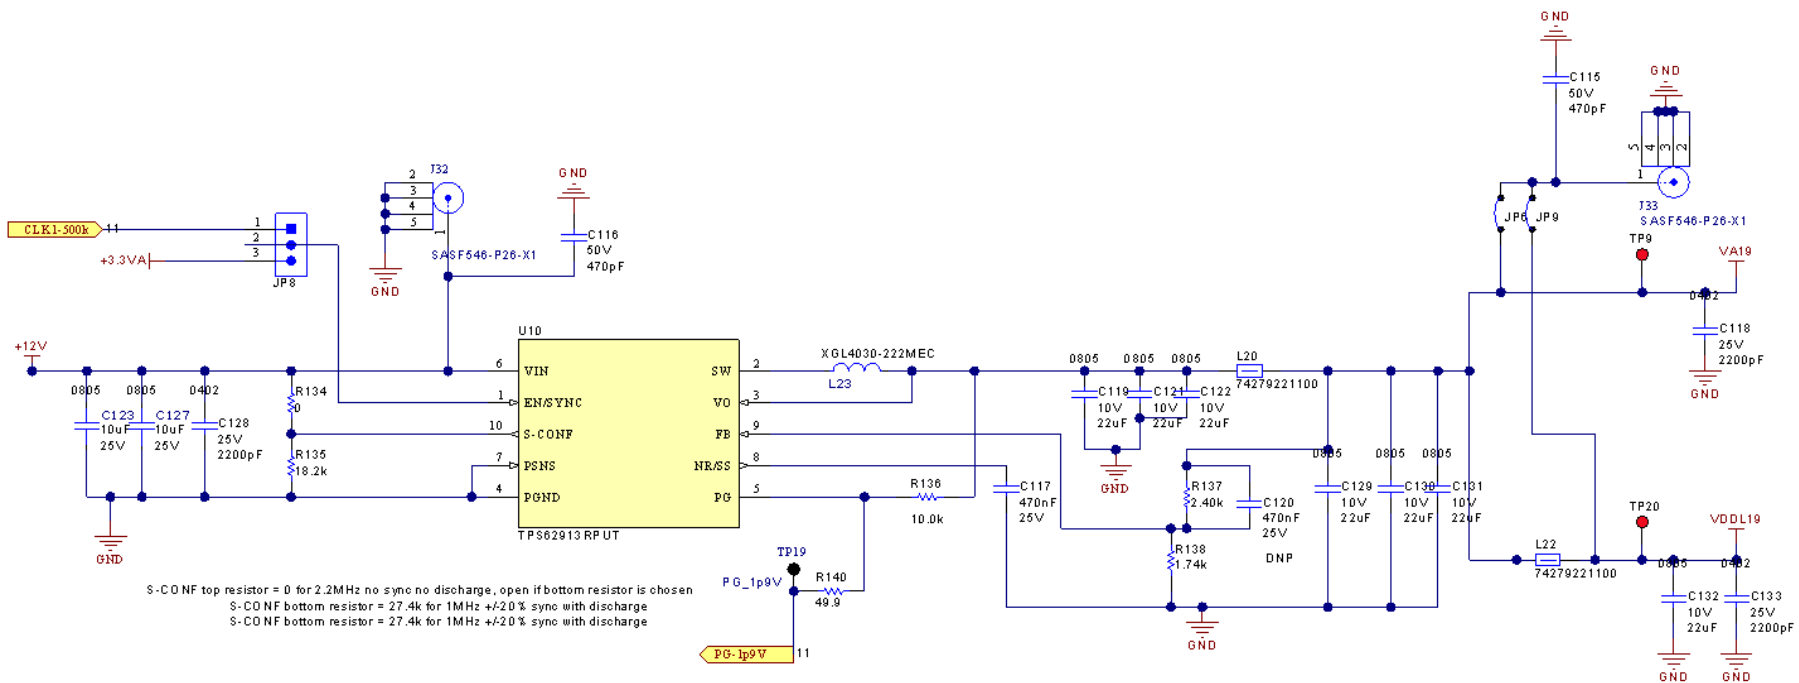 GND
C115
50V
470pF
GND
5
4
3
2
1
J33
SASF546-P26-X1
JP6
JP9
TP9
VA19
0402
C118
25V
2200pF
GND
J32
2
3
4
5
1
SASF546-P26-X1
GND
GND
C116
50V
470pF
CLK1-500k
11
1
2
3
+3.3VA
JP8
+12V
0805
0805
0402
C123
10uF
25V
C127
10uF
25V
C128
25V
2200pF
R134
0
R135
18.2k
GND
U10
6
VIN
1
EN/SYNC
10
S-CONF
7
PSNS
4
PGND
SW
2
VO
3
FB
9
NR/SS
8
PG
5
TPS62913RPUT
XGL4030-222MEC
L23
0805
0805
0805
C119
10V
22uF
C121
10V
22uF
C122
10V
22uF
GND
L20
74279221100
R136
10.0k
C117
470nF
25V
R137
2.40k
C120
470nF
25V
DNP
R138
1.74k
0805
0805
0805
C129
10V
22uF
C130
10V
22uF
C131
10V
22uF
GND
TP19
PG_1p9V
R140
49.9
PG-1p9V
11
TP20
VDDL19
L22
74279221100
0805
0402
C132
10V
22uF
C133
25V
2200pF
GND
GND
S-CONF top resistor = 0 for 2.2MHz no sync no discharge, open if bottom resistor is chosen
S-CONF bottom resistor = 27.4k for 1MHz +/-20% sync with discharge
S-CONF bottom resistor = 27.4k for 1MHz +/-20% sync with discharge